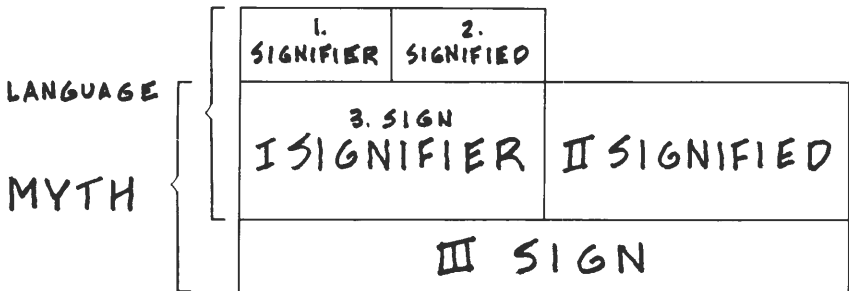 1.
SIGNIFIER
2.
SIGNIFIED
LANGUAGE
3. SIGN
I SIGNIFIER
II SIGNIFIED
MYTH
III SIGN